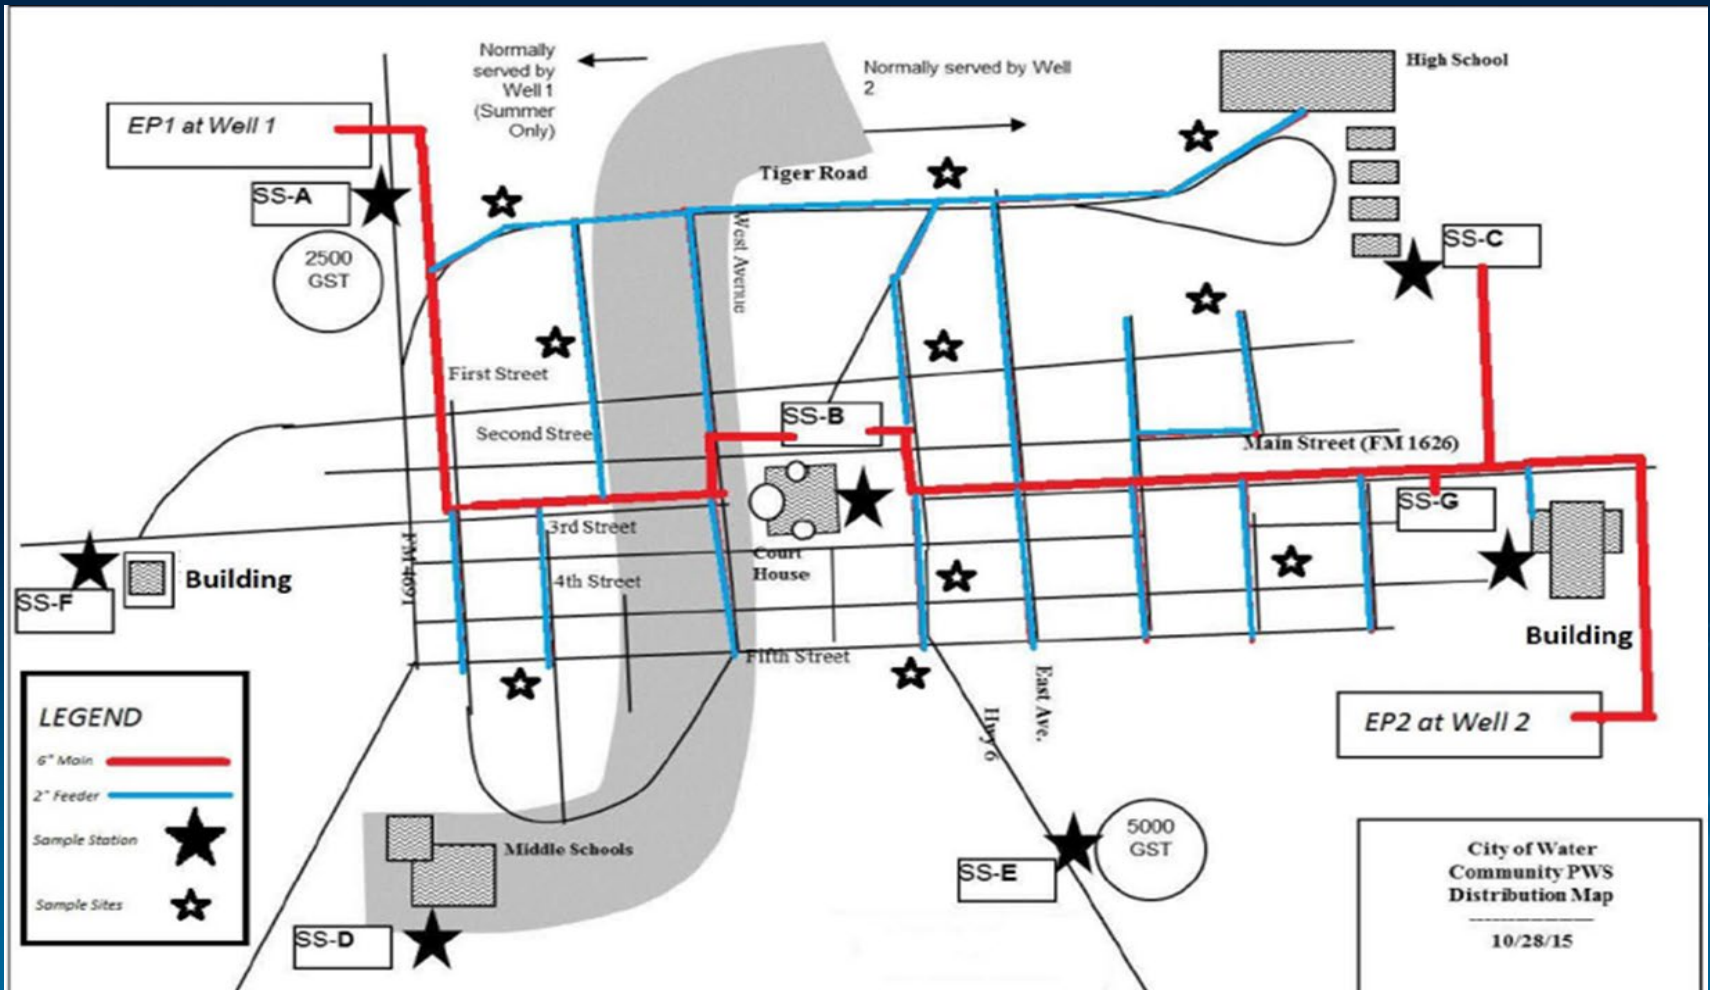 Normally
served by
Well 1
(Summer
Only)
Normally served by Well
2
High School
EP1 at Well 1
SS-A
2500
GST
Tiger Road
West Avenue
SS-C
First Street
Second Stree
SS-B
Main Street (FM 1626)
SS-G
3rd Street
4th Street
Court
House
FM 4691
Building
SS-F
Building
Fifth Street
East Ave.
Hwy 6
EP2 at Well 2
LEGEND
6" Main
2" Feeder
Sample Station
Sample Sites
Middle Schools
SS-D
5000
GST
SS-E
City of Water
Community PWS
Distribution Map
10/28/15